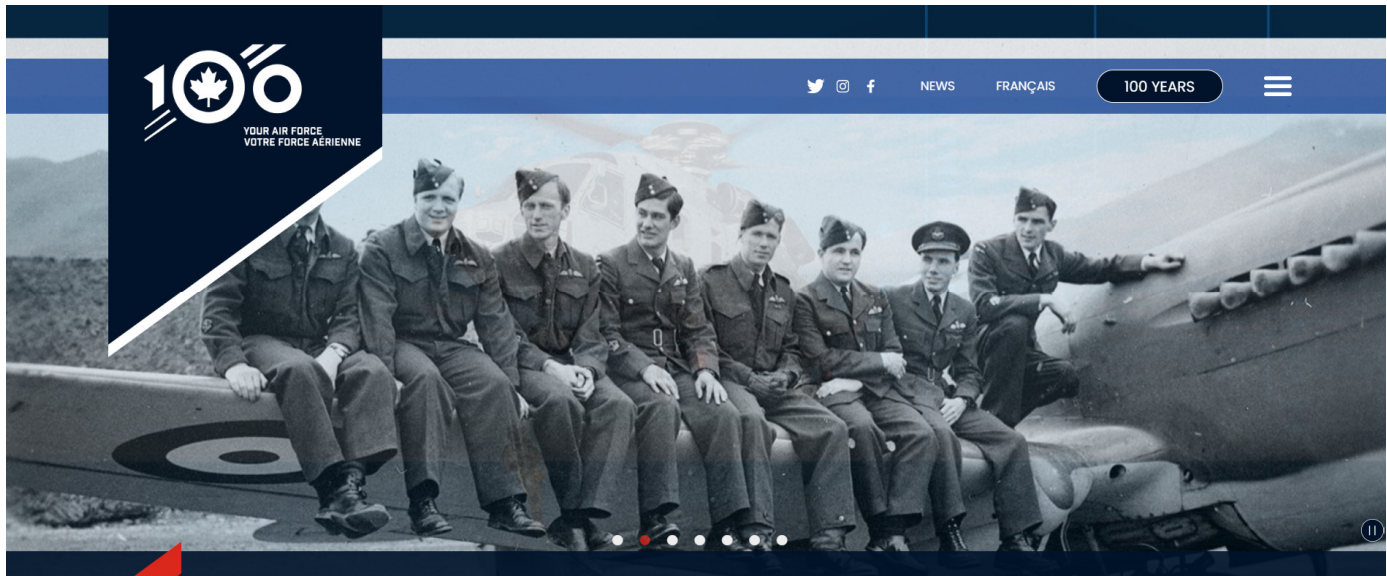 100
YOUR AIR FORCE
VOTRE FORCE AÉRIENNE
NEWS
FRANÇAIS
100 YEARS